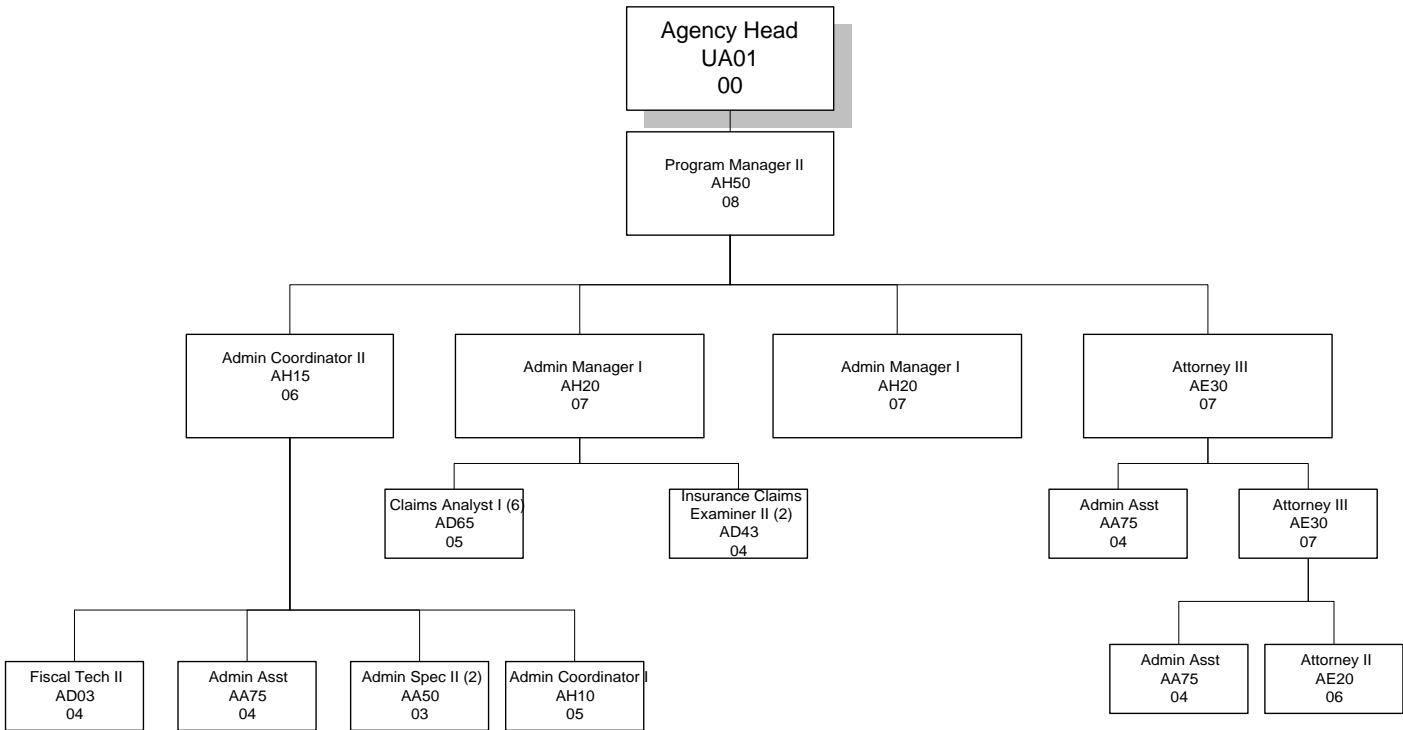 Agency Head
UA01
00
Program Manager II
AH50
08
Admin Coordinator II
AH15
06
Admin Manager I
AH20
07
Admin Manager I
AH20
07
Attorney III
AE30
07
Claims Analyst I (6)
AD65
05
Insurance Claims
Examiner II (2)
AD43
04
Admin Asst
AA75
04
Attorney III
AE30
07
Fiscal Tech II
AD03
04
Admin Asst
AA75
04
Admin Spec II (2)
AA50
03
Admin Coordinator I
AH10
05
Admin Asst
AA75
04
Attorney II
AE20
06